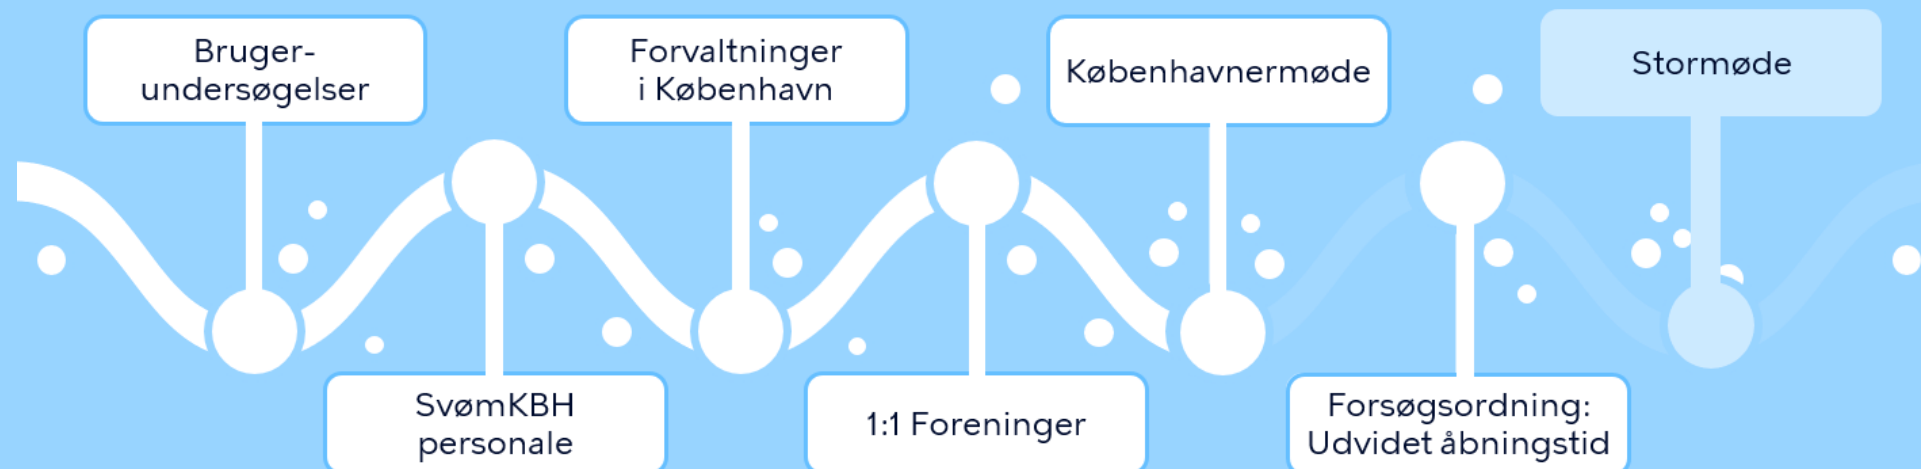 Bruger-
undersøgelser
SvømKBH
personale
Forvaltninger
i København
1:1 Foreninger
Københavnermøde
Forsøgsordning:
Udvidet åbningstid
Stormøde